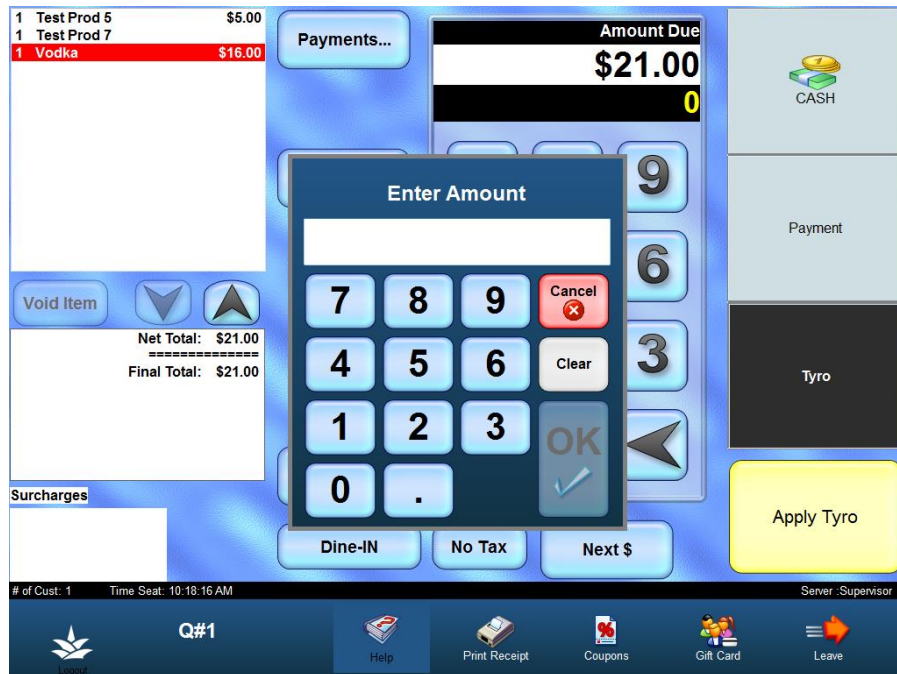 1 Test Prod 5 $5.00
1 Test Prod 7
1 Vodka $16.00
Payments...
Amount Due
$21.00
0
CASH
Payment
Tyro
Apply Tyro
9
6
3
Enter Amount
7 8 9 Cancel
4 5 6 Clear
1 2 3 OK
0 .
Void Item
Net Total: $21.00
==============
Final Total: $21.00
Surcharges
Dine-IN No Tax Next $
# of Cust: 1 Time Seat: 10:18:16 AM Server :Supervisor
Q#1
Logout Help Print Receipt Coupons Gift Card Leave